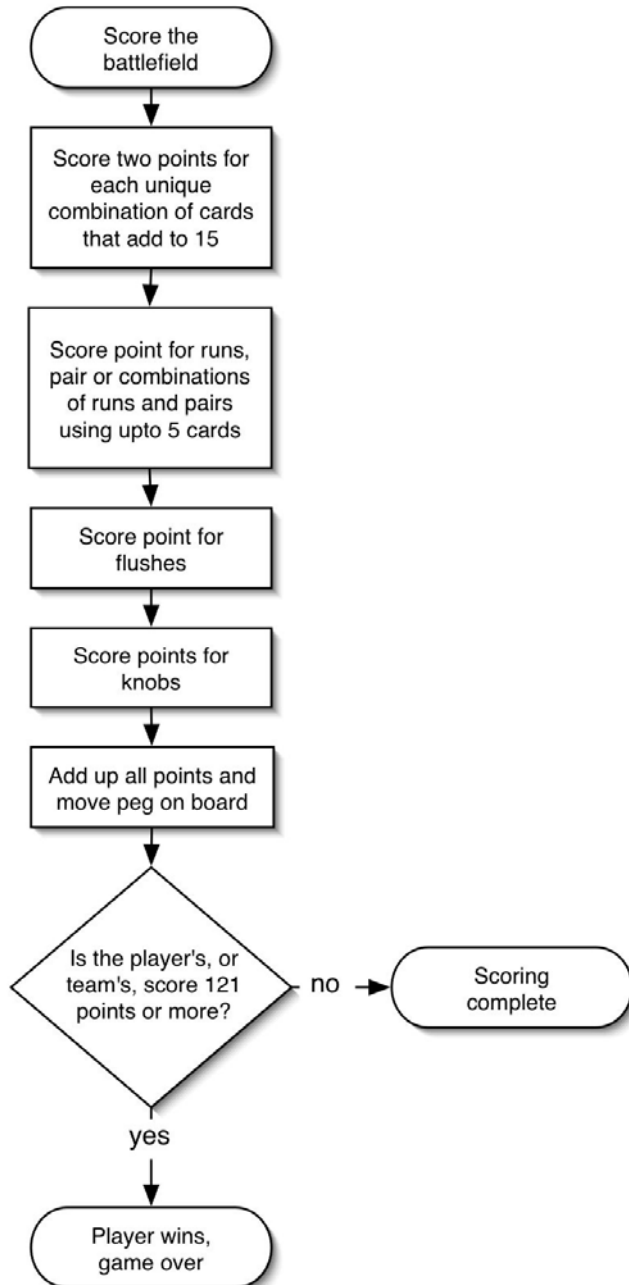 Score the
battlefield
Score two points for
each unique
combination of cards
that add to 15
Score point for runs,
pair or combinations
of runs and pairs
using upto 5 cards
Score point for
flushes
Score points for
knobs
Add up all points and
move peg on board
Is the player's, or
team's, score 121
points or more?
no
Scoring
complete
yes
Player wins,
game over